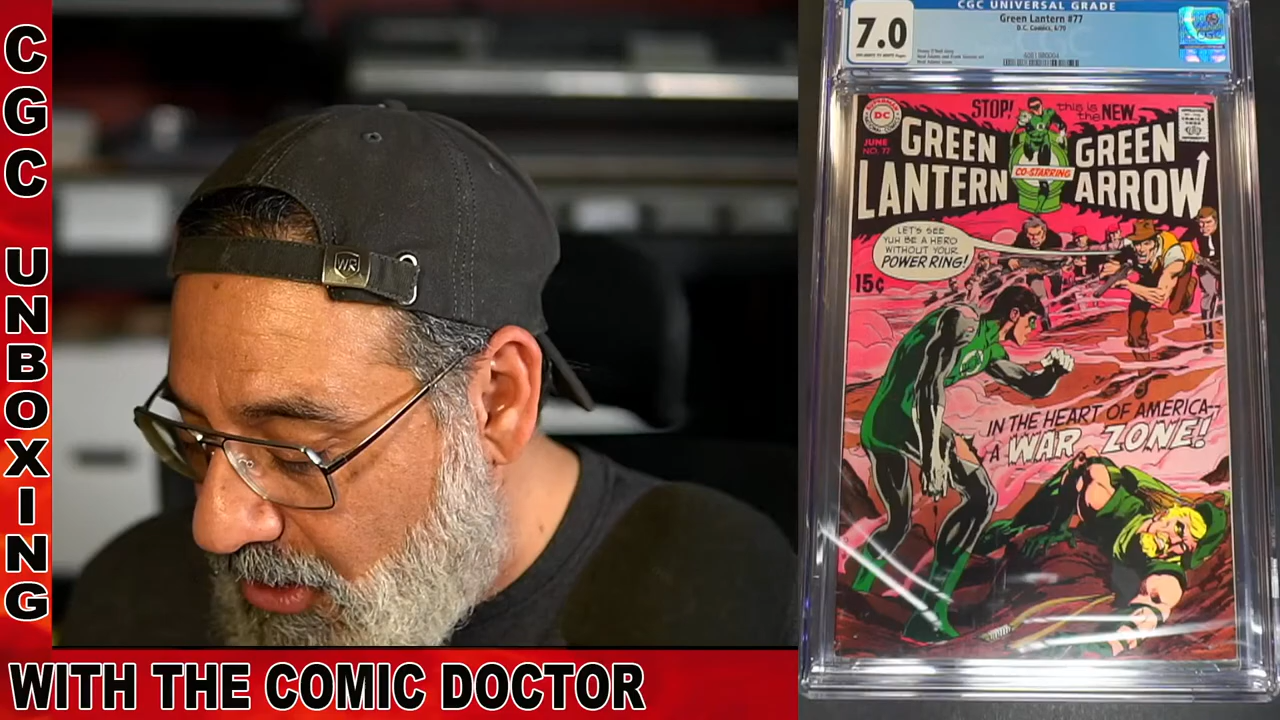 CGC UNBOXING
WITH THE COMIC DOCTOR
CGC UNIVERSAL GRADE
7.0
Green Lantern #77
D.C. Comics, 6/70
CGC
DC
JUNE
NO. 77
STOP!
this is
the NEW
GREEN
LANTERN
CO-STARRING
GREEN
ARROW
LET'S SEE
YUH BE A HERO
WITHOUT YOUR
POWER RING!
15¢
IN THE HEART OF AMERICA--
A WAR ZONE!